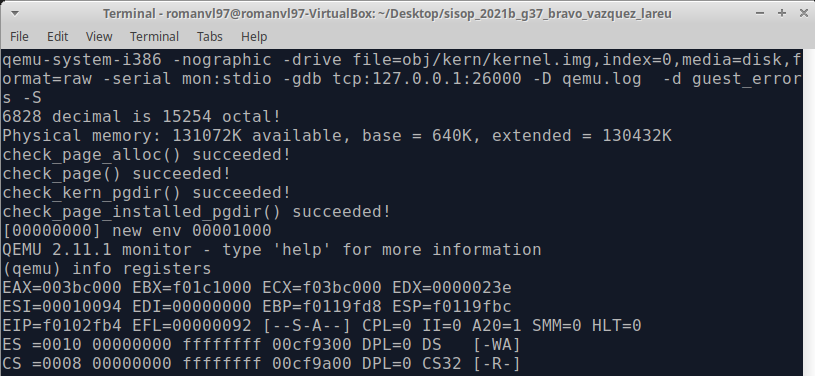 Terminal - romanvl97@romanvl97-VirtualBox: ~/Desktop/sisop_2021b_g37_bravo_vazquez_lareu
File Edit View Terminal Tabs Help
qemu-system-i386 -nographic -drive file=obj/kern/kernel.img,index=0,media=disk,f
ormat=raw -serial mon:stdio -gdb tcp:127.0.0.1:26000 -D qemu.log  -d guest_error
s -S
6828 decimal is 15254 octal!
Physical memory: 131072K available, base = 640K, extended = 130432K
check_page_alloc() succeeded!
check_page() succeeded!
check_kern_pgdir() succeeded!
check_page_installed_pgdir() succeeded!
[00000000] new env 00001000
QEMU 2.11.1 monitor - type 'help' for more information
(qemu) info registers
EAX=003bc000 EBX=f01c1000 ECX=f03bc000 EDX=0000023e
ESI=00010094 EDI=00000000 EBP=f0119fd8 ESP=f0119fbc
EIP=f0102fb4 EFL=00000092 [--S-A--] CPL=0 II=0 A20=1 SMM=0 HLT=0
ES =0010 00000000 ffffffff 00cf9300 DPL=0 DS   [-WA]
CS =0008 00000000 ffffffff 00cf9a00 DPL=0 CS32 [-R-]